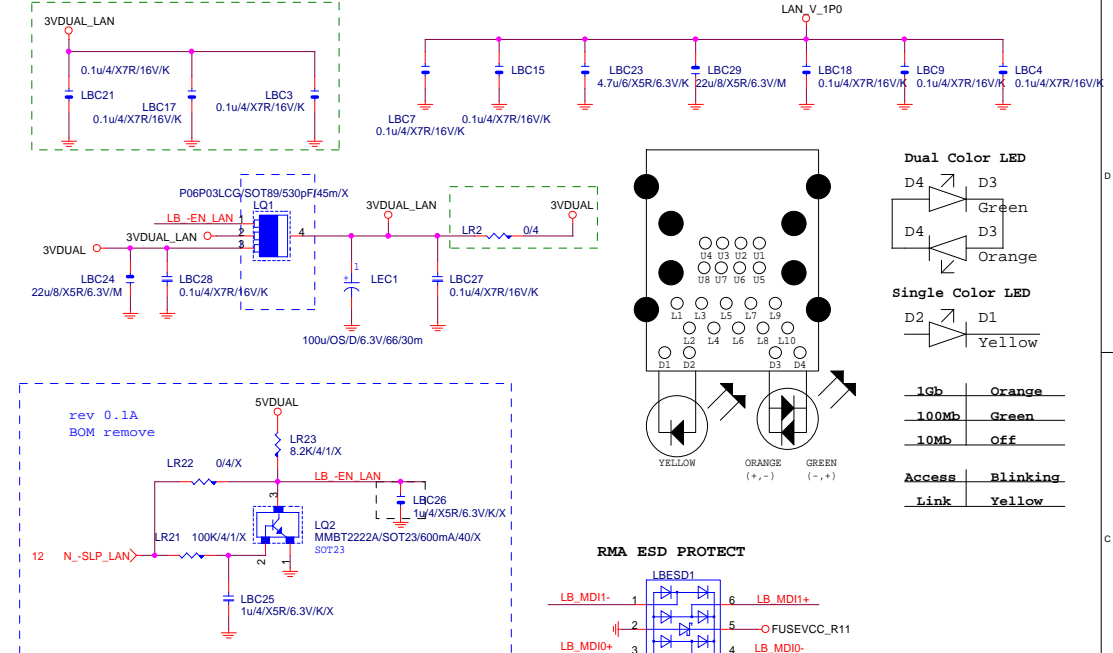 3VDUAL_LAN
0.1u/4/X7R/16V/K
LBC21
LBC17
0.1u/4/X7R/16V/K
LBC3
0.1u/4/X7R/16V/K
LAN_V_1P0
LBC7
0.1u/4/X7R/16V/K
LBC15
0.1u/4/X7R/16V/K
LBC23
4.7u/6/X5R/6.3V/K
LBC29
22u/8/X5R/6.3V/M
LBC18
0.1u/4/X7R/16V/K
LBC9
0.1u/4/X7R/16V/K
LBC4
0.1u/4/X7R/16V/K
P06P03LCG/SOT89/530pF/45m/X
LQ1
LB_-EN_LAN
1
3VDUAL_LAN
2
3VDUAL
3
4
LBC24
22u/8/X5R/6.3V/M
LBC28
0.1u/4/X7R/16V/K
3VDUAL_LAN
LR2
0/4
3VDUAL
+
1
LEC1
100u/OS/D/6.3V/66/30m
LBC27
0.1u/4/X7R/16V/K
U4 U3 U2 U1
U8 U7 U6 U5
L1 L3 L5 L7 L9
L2 L4 L6 L8 L10
D1 D2
D3 D4
YELLOW
ORANGE
(+,-)
GREEN
(-,+)
Dual Color LED
D4
D3
Green
D4
D3
Orange
Single Color LED
D2
D1
Yellow
1Gb Orange
100Mb Green
10Mb Off
Access Blinking
Link Yellow
D
C
rev 0.1A
BOM remove
5VDUAL
LR23
8.2K/4/1/X
LR22
0/4/X
LB_-EN_LAN
LBC26
1u/4/X5R/6.3V/K/X
3
LQ2
MMBT2222A/SOT23/600mA/40/X
SOT23
LR21
100K/4/1/X
12
N_-SLP_LAN
2
1
LBC25
1u/4/X5R/6.3V/K/X
RMA ESD PROTECT
LBESD1
LB_MDI1-
1
6
LB_MDI1+
2
5
FUSEVCC_R11
LB_MDI0+
3
4
LB_MDI0-